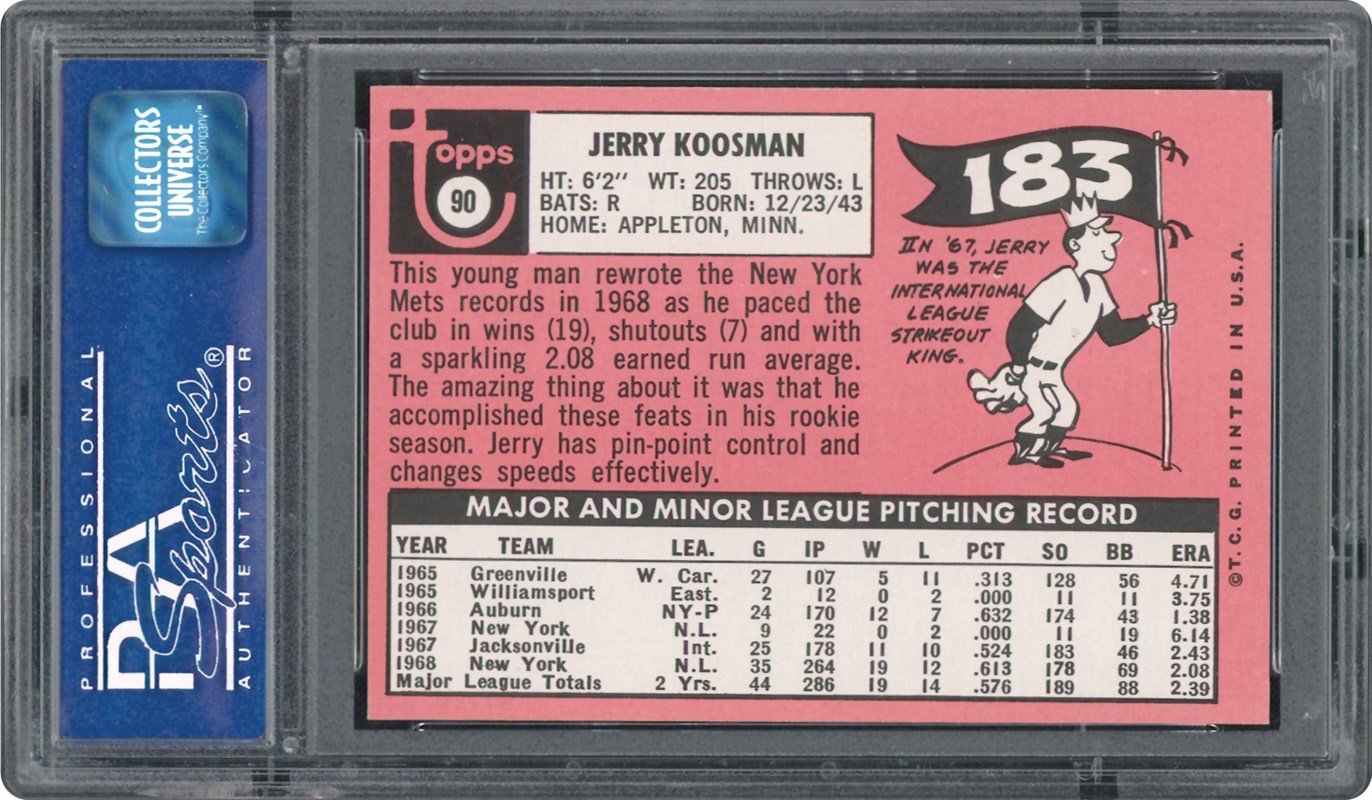 COLLECTORS
UNIVERSE
The Collectors Company™
PROFESSIONAL
PSA
Sports®
AUTHENTICATOR
topps
90
JERRY KOOSMAN
HT: 6'2" WT: 205 THROWS: L
BATS: R BORN: 12/23/43
HOME: APPLETON, MINN.
This young man rewrote the New York
Mets records in 1968 as he paced the
club in wins (19), shutouts (7) and with
a sparkling 2.08 earned run average.
The amazing thing about it was that he
accomplished these feats in his rookie
season. Jerry has pin-point control and
changes speeds effectively.
183
IN '67, JERRY
WAS THE
INTERNATIONAL
LEAGUE
STRIKEOUT
KING.
MAJOR AND MINOR LEAGUE PITCHING RECORD
YEAR TEAM LEA. G IP W L PCT SO BB ERA
1965 Greenville W. Car. 27 107 5 11 .313 128 56 4.71
1965 Williamsport East. 2 12 0 2 .000 11 11 3.75
1966 Auburn NY-P 24 170 12 7 .632 174 43 1.38
1967 New York N.L. 9 22 0 2 .000 11 19 6.14
1967 Jacksonville Int. 25 178 11 10 .524 183 46 2.43
1968 New York N.L. 35 264 19 12 .613 178 69 2.08
Major League Totals 2 Yrs. 44 286 19 14 .576 189 88 2.39
©T.C.G. PRINTED IN U.S.A.